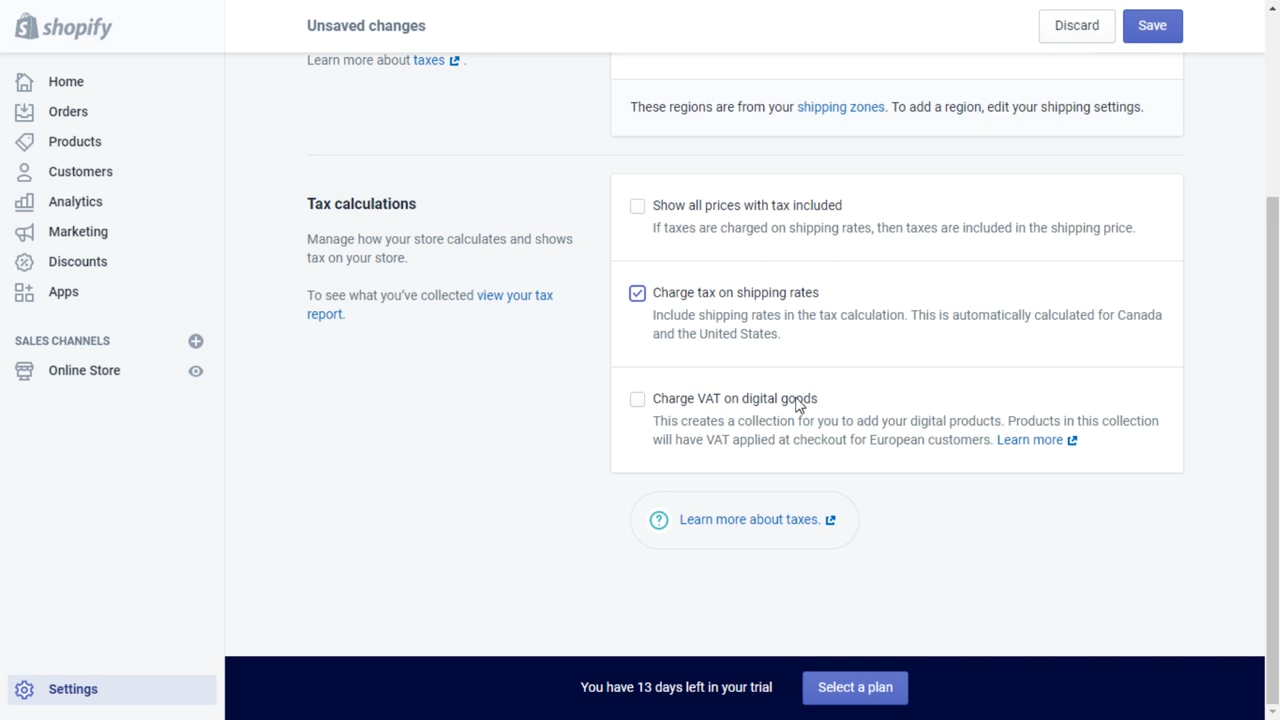 shopify
Unsaved changes
Discard
Save
Home
Orders
Products
Customers
Analytics
Marketing
Discounts
Apps
SALES CHANNELS
Online Store
Settings
Learn more about taxes .
These regions are from your shipping zones. To add a region, edit your shipping settings.
Tax calculations
Manage how your store calculates and shows
tax on your store.
To see what you've collected view your tax
report.
Show all prices with tax included
If taxes are charged on shipping rates, then taxes are included in the shipping price.
Charge tax on shipping rates
Include shipping rates in the tax calculation. This is automatically calculated for Canada
and the United States.
Charge VAT on digital goods
This creates a collection for you to add your digital products. Products in this collection
will have VAT applied at checkout for European customers. Learn more
Learn more about taxes.
You have 13 days left in your trial
Select a plan